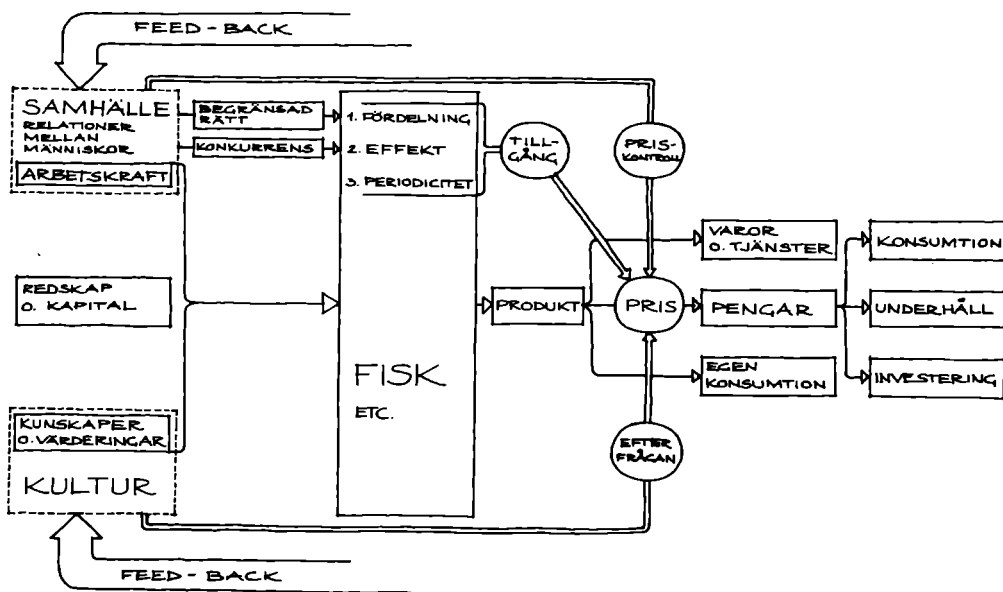 FEED-BACK
SAMHÄLLE
RELATIONER
MELLAN
MÄNNISKOR
ARBETSKRAFT
BEGRÄNSAD
RÄTT
KONKURRENS
1. FÖRDELNING
2. EFFEKT
3. PERIODICITET
TILL-
GÅNG
PRIS-
KONTROLL
REDSKAP
O. KAPITAL
FISK
ETC.
PRODUKT
PRIS
VAROR
O. TJÄNSTER
PENGAR
EGEN
KONSUMTION
KONSUMTION
UNDERHÅLL
INVESTERING
KUNSKAPER
O. VÄRDERINGAR
KULTUR
EFTER
FRÅGAN
FEED-BACK